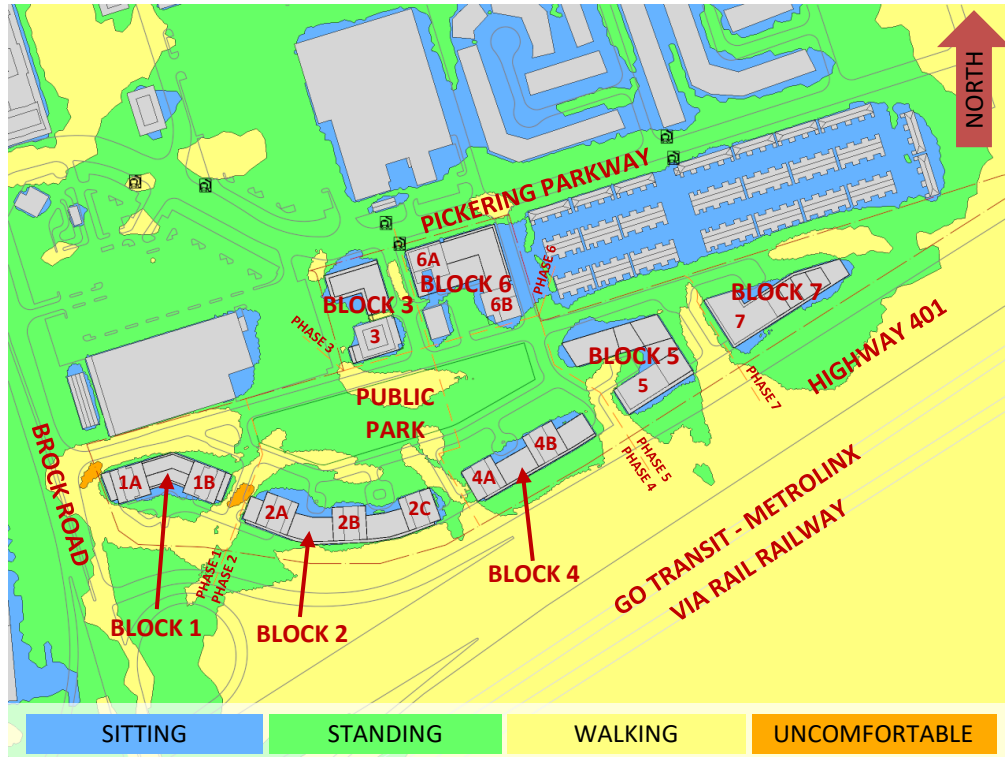 NORTH
PICKERING PARKWAY
6A
BLOCK 6
6B
PHASE 6
BLOCK 3
3
PHASE 3
BLOCK 7
7
PHASE 7
HIGHWAY 401
BLOCK 5
5
PHASE 5
PHASE 4
PUBLIC
PARK
BROCK ROAD
1A
1B
2A
2B
2C
4A
4B
BLOCK 4
PHASE 1
PHASE 2
BLOCK 1
BLOCK 2
GO TRANSIT - METROLINX
VIA RAIL RAILWAY
SITTING
STANDING
WALKING
UNCOMFORTABLE